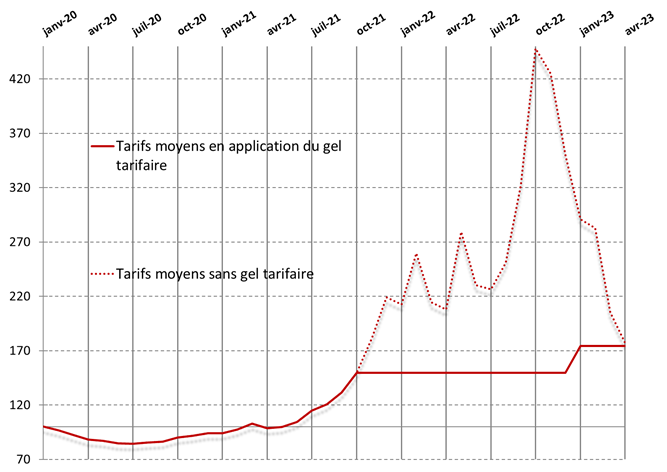 janv-20
avr-20
juil-20
oct-20
janv-21
avr-21
juil-21
oct-21
janv-22
avr-22
juil-22
oct-22
janv-23
avr-23
420
370
320
270
220
170
120
70
Tarifs moyens en application du gel
tarifaire
Tarifs moyens sans gel tarifaire